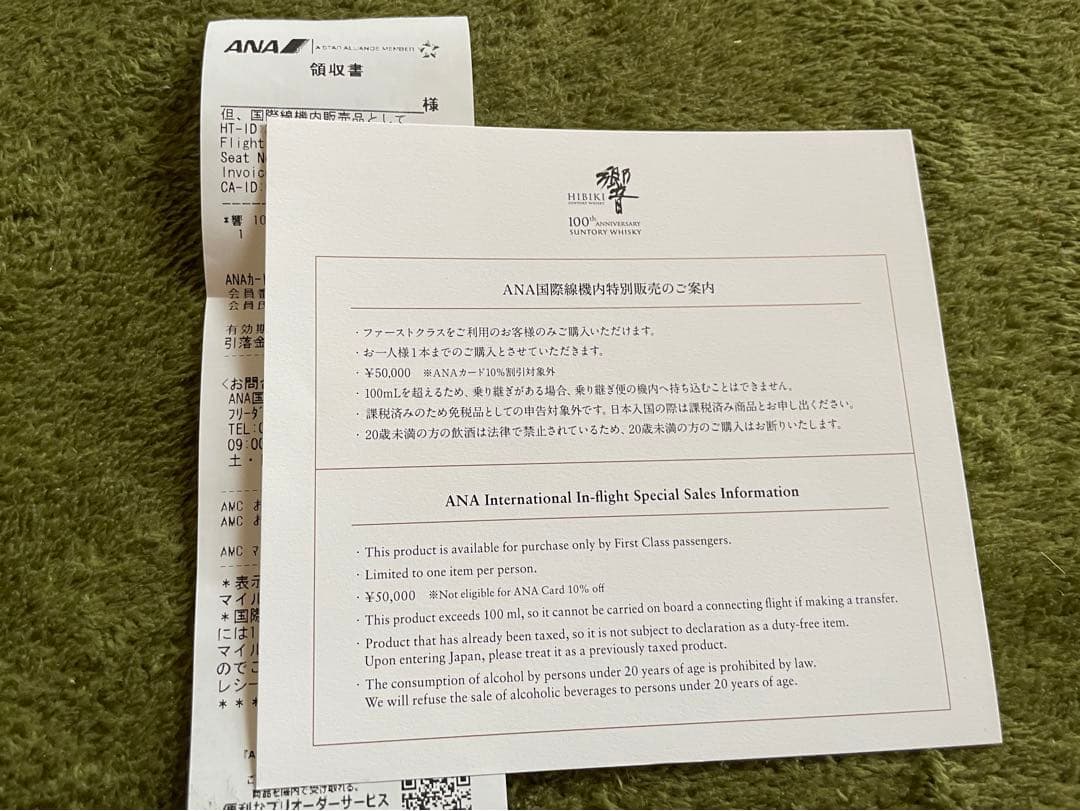 ANA
A STAR ALLIANCE MEMBER
領収書
様
但、国際線機内販売品として
HT-ID
Flight
Seat N
Invoic
CA-ID:
*響 10
1
ANAカー
会員
会員
有効期
引落金
<お問合
ANA国
フリーダ
TEL:0
09:00
土・
AMC お
AMC お
AMC マ
*表示
マイル
*国際
には1
マイル
のでこ
レシー
***
「A
こ
商品を機内で受け取れる。
便利なプリオーダーサービス
響
HIBIKI
SUNTORY WHISKY
100th ANNIVERSARY
SUNTORY WHISKY
ANA国際線機内特別販売のご案内
・ファーストクラスをご利用のお客様のみご購入いただけます。
・お一人様1本までのご購入とさせていただきます。
・¥50,000 ※ANAカード10%割引対象外
・100mLを超えるため、乗り継ぎがある場合、乗り継ぎ便の機内へ持ち込むことはできません。
・課税済みのため免税品としての申告対象外です。日本入国の際は課税済み商品とお申し出ください。
・20歳未満の方の飲酒は法律で禁止されているため、20歳未満の方のご購入はお断りいたします。
ANA International In-flight Special Sales Information
・This product is available for purchase only by First Class passengers.
・Limited to one item per person.
・¥50,000 ※Not eligible for ANA Card 10% off
・This product exceeds 100 ml, so it cannot be carried on board a connecting flight if making a transfer.
・Product that has already been taxed, so it is not subject to declaration as a duty-free item.
Upon entering Japan, please treat it as a previously taxed product.
・The consumption of alcohol by persons under 20 years of age is prohibited by law.
We will refuse the sale of alcoholic beverages to persons under 20 years of age.